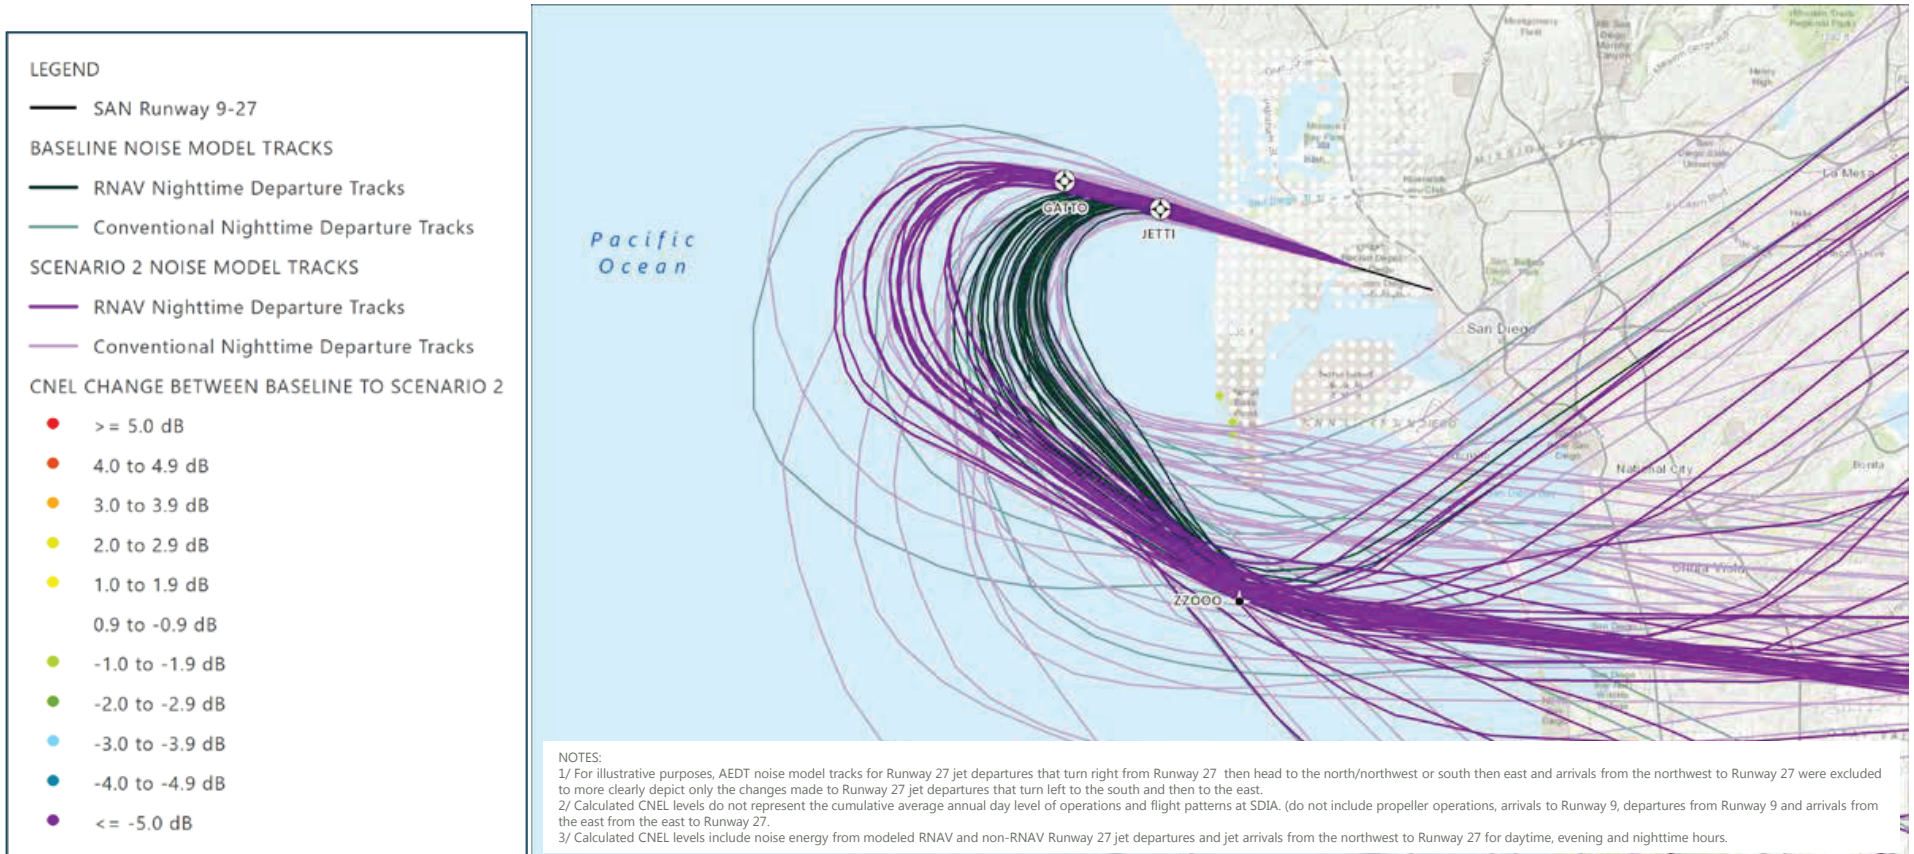 LEGEND
SAN Runway 9-27
BASELINE NOISE MODEL TRACKS
RNAV Nighttime Departure Tracks
Conventional Nighttime Departure Tracks
SCENARIO 2 NOISE MODEL TRACKS
RNAV Nighttime Departure Tracks
Conventional Nighttime Departure Tracks
CNEL CHANGE BETWEEN BASELINE TO SCENARIO 2
>= 5.0 dB
4.0 to 4.9 dB
3.0 to 3.9 dB
2.0 to 2.9 dB
1.0 to 1.9 dB
0.9 to -0.9 dB
-1.0 to -1.9 dB
-2.0 to -2.9 dB
-3.0 to -3.9 dB
-4.0 to -4.9 dB
<= -5.0 dB
Pacific
Ocean
GATTO
JETTI
ZZOOO
MISSION
La Mesa
San Diego
National City
Bonita
Chula Vista
NOTES:
1/ For illustrative purposes, AEDT noise model tracks for Runway 27 jet departures that turn right from Runway 27 then head to the north/northwest or south then east and arrivals from the northwest to Runway 27 were excluded
to more clearly depict only the changes made to Runway 27 jet departures that turn left to the south and then to the east.
2/ Calculated CNEL levels do not represent the cumulative average annual day level of operations and flight patterns at SDIA. (do not include propeller operations, arrivals to Runway 9, departures from Runway 9 and arrivals from
the east from the east to Runway 27.
3/ Calculated CNEL levels include noise energy from modeled RNAV and non-RNAV Runway 27 jet departures and jet arrivals from the northwest to Runway 27 for daytime, evening and nighttime hours.